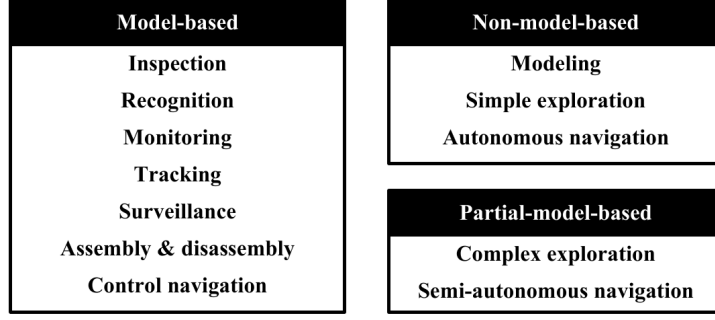 Model-based
Inspection
Recognition
Monitoring
Tracking
Surveillance
Assembly & disassembly
Control navigation
Non-model-based
Modeling
Simple exploration
Autonomous navigation
Partial-model-based
Complex exploration
Semi-autonomous navigation